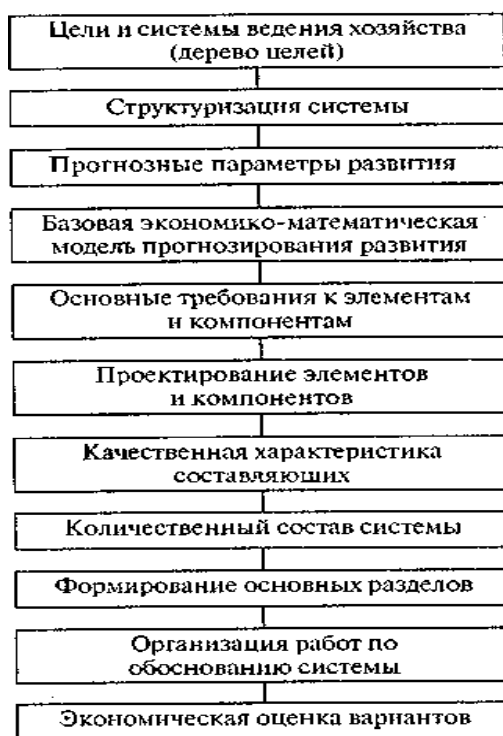 Цели и системы ведения хозяйства
(дерево целей)
Структуризация системы
Прогнозные параметры развития
Базовая экономико-математическая
модель прогнозирования развития
Основные требования к элементам
и компонентам
Проектирование элементов
и компонентов
Качественная характеристика
составляющих
Количественный состав системы
Формирование основных разделов
Организация работ по
обоснованию системы
Экономическая оценка вариантов